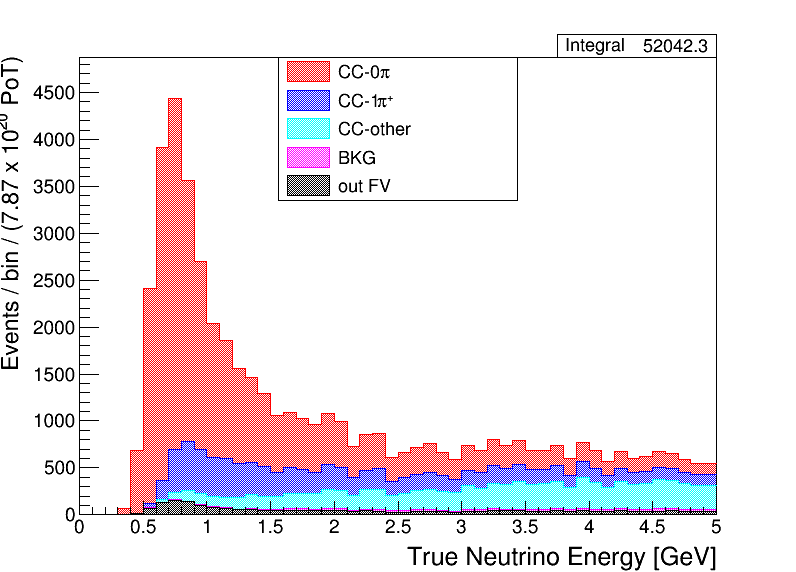 Integral 52042.3
CC-0π
CC-1π⁺
CC-other
BKG
out FV
Events / bin / (7.87 x 10²⁰ PoT)
4500
4000
3500
3000
2500
2000
1500
1000
500
0
0 0.5 1 1.5 2 2.5 3 3.5 4 4.5 5
True Neutrino Energy [GeV]